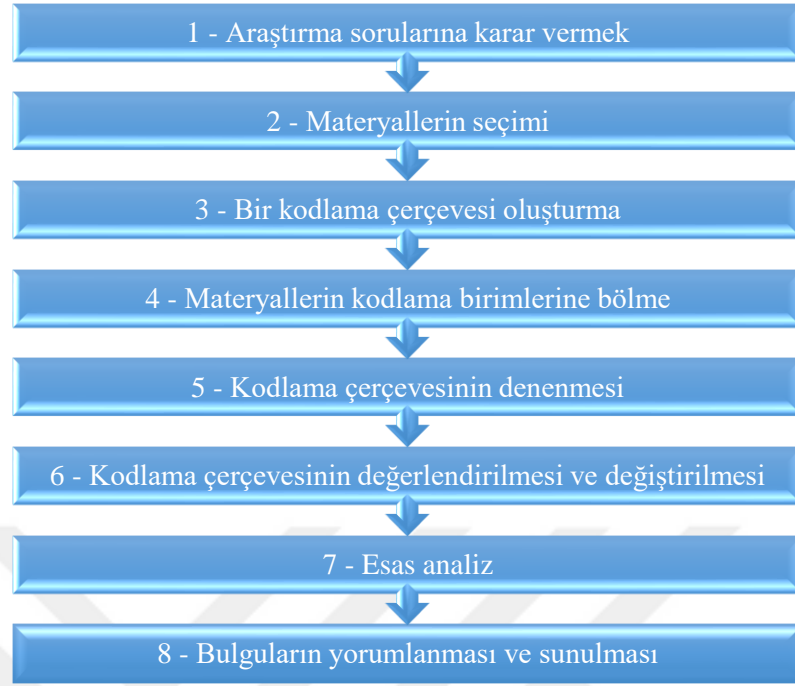 1 - Araştırma sorularına karar vermek
2 - Materyallerin seçimi
3 - Bir kodlama çerçevesi oluşturma
4 - Materyallerin kodlama birimlerine bölme
5 - Kodlama çerçevesinin denenmesi
6 - Kodlama çerçevesinin değerlendirilmesi ve değiştirilmesi
7 - Esas analiz
8 - Bulguların yorumlanması ve sunulması